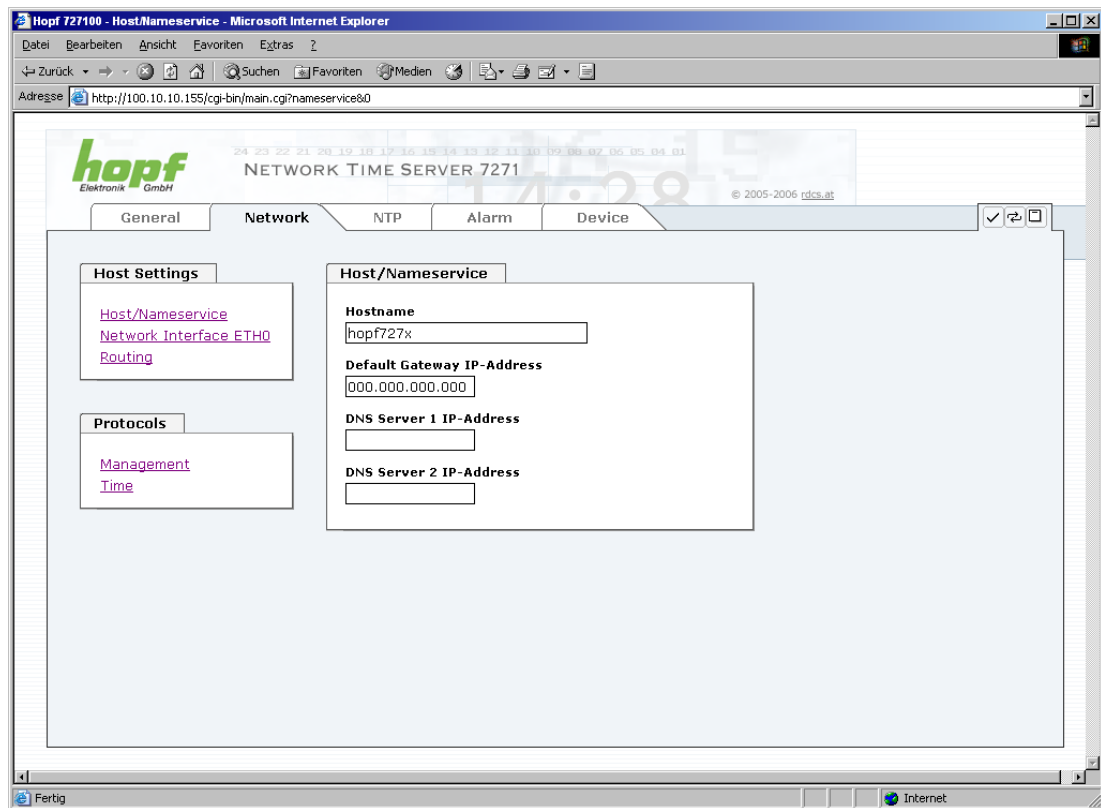 Hopf 727100 - Host/Nameservice - Microsoft Internet Explorer
Datei Bearbeiten Ansicht Favoriten Extras ?
Zurück Suchen Favoriten Medien
Adresse http://100.10.10.155/cgi-bin/main.cgi?nameservice&0
24 23 22 21 20 19 18 17 16 15 14 13 12 11 10 09 08 07 06 05 04 03
hopf
Elektronik GmbH
NETWORK TIME SERVER 7271
16 15
14:28
© 2005-2006 rdcs.at
General Network NTP Alarm Device
Host Settings
Host/Nameservice
Network Interface ETH0
Routing
Protocols
Management
Time
Host/Nameservice
Hostname
hopf727x
Default Gateway IP-Address
000.000.000.000
DNS Server 1 IP-Address
DNS Server 2 IP-Address
Fertig Internet